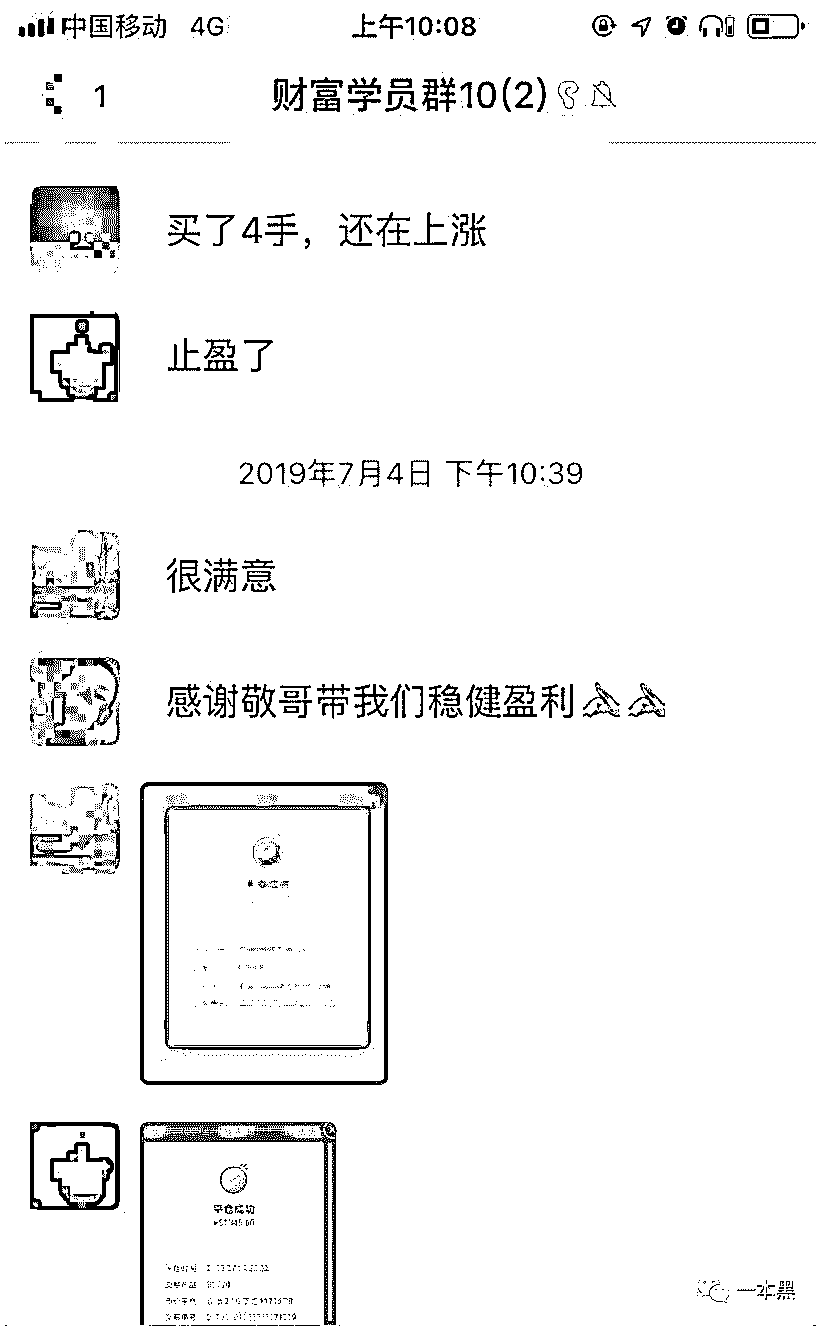 中国移动 4G 上午10:08
1 财富学员群10(2)
买了4手，还在上涨
止盈了
2019年7月4日 下午10:39
很满意
感谢敬哥带我们稳健盈利
平仓成功
一本黑